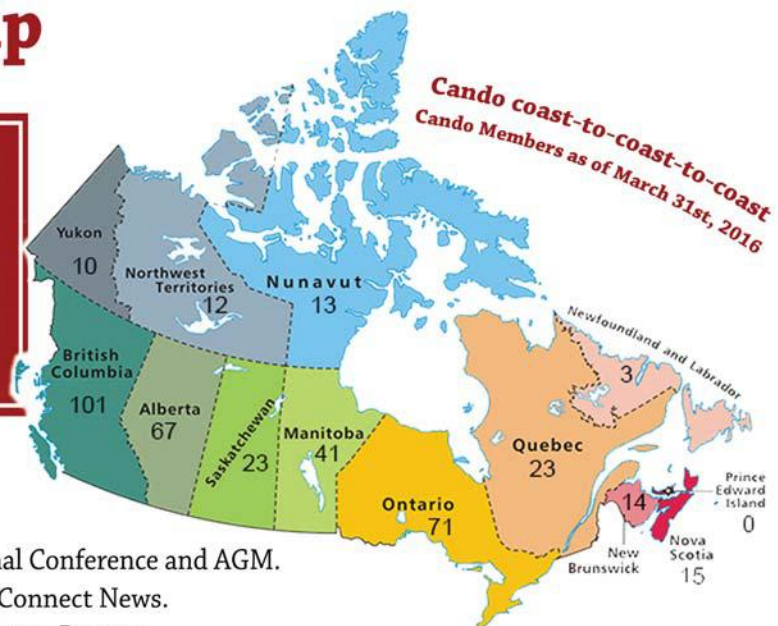 Cando coast-to-coast-to-coast
Cando Members as of March 31st, 2016
Yukon
10
Northwest
Territories
12
Nunavut
13
British
Columbia
101
Alberta
67
Saskatchewan
23
Manitoba
41
Ontario
71
Quebec
23
Newfoundland and Labrador
3
Prince
Edward
Island
0
14
New
Brunswick
Nova
Scotia
15
nal Conference and AGM.
Connect News.